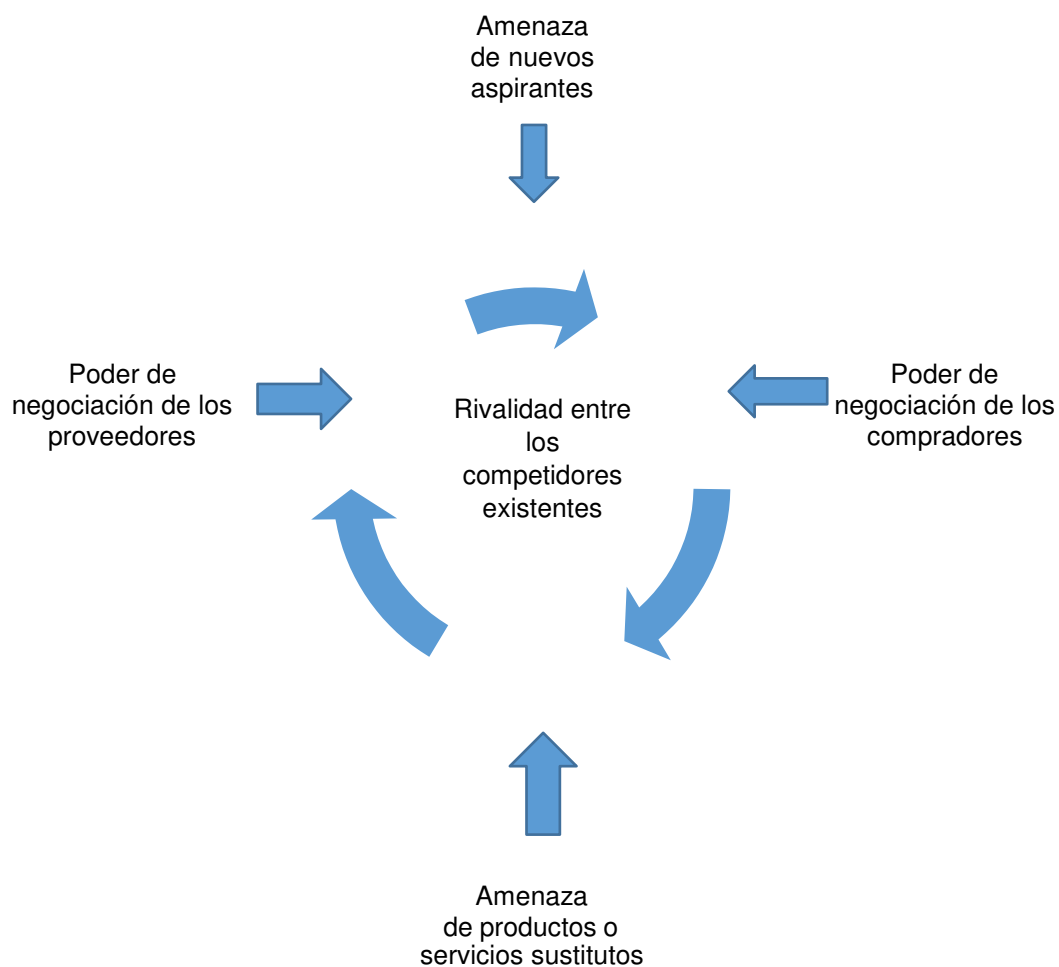 Amenaza
de nuevos
aspirantes
Poder de
negociación de los
proveedores
Rivalidad entre
los
competidores
existentes
Poder de
negociación de los
compradores
Amenaza
de productos o
servicios sustitutos